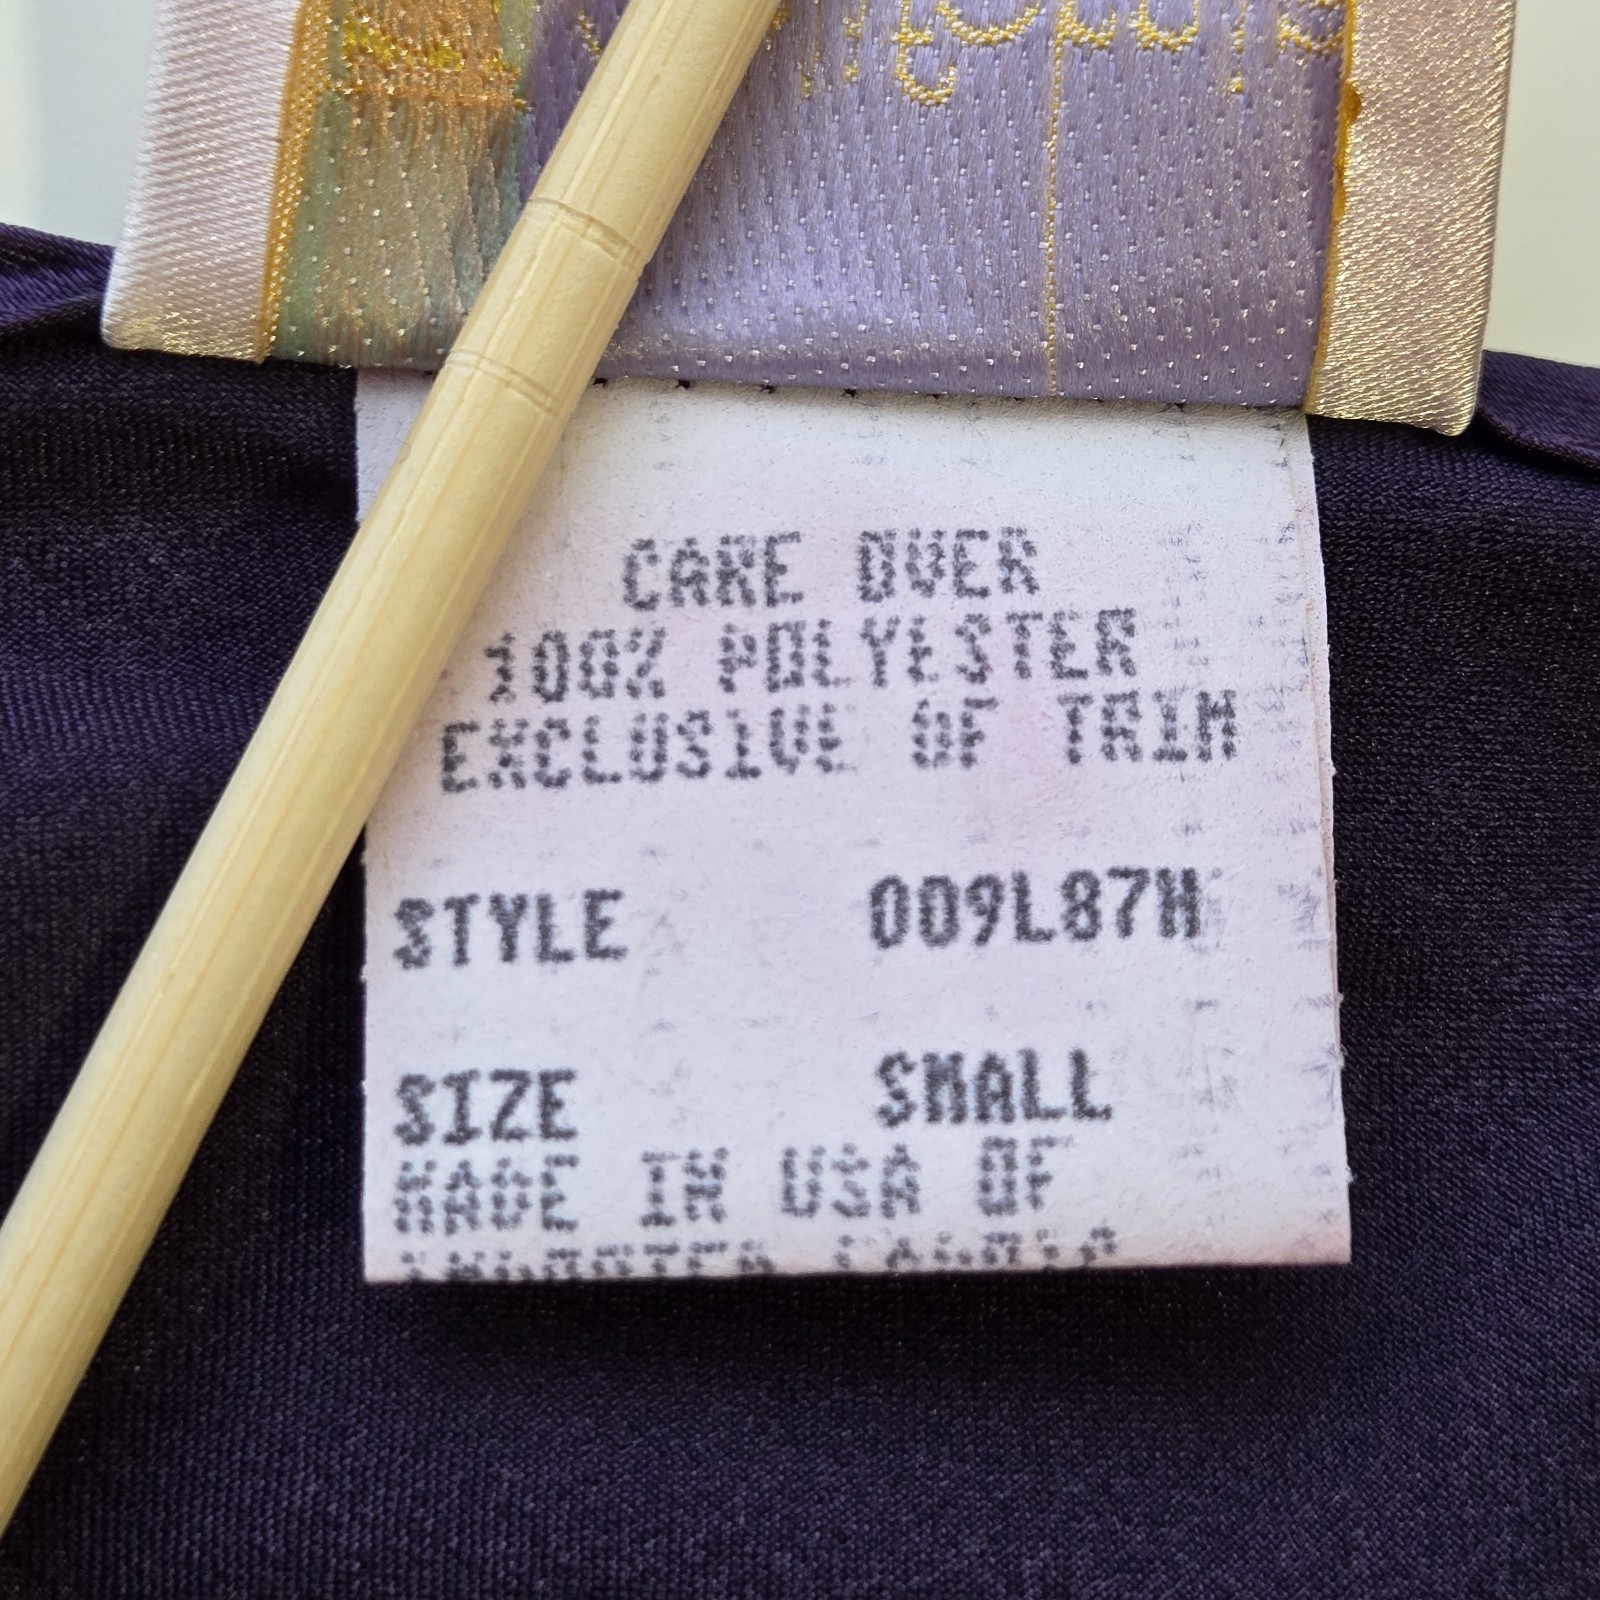 CARE OVER
100% POLYESTER
EXCLUSIVE OF TRIM
STYLE 009L87H
SIZE SMALL
MADE IN USA OF